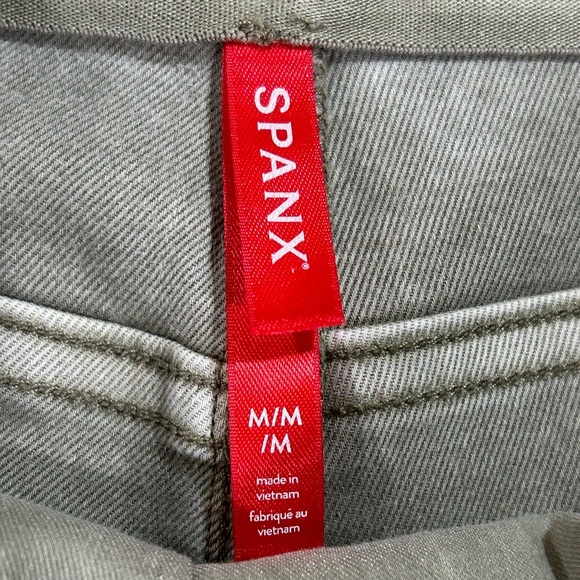 SPANX®
M/M
/M
made in
vietnam
fabriqué au
vietnam